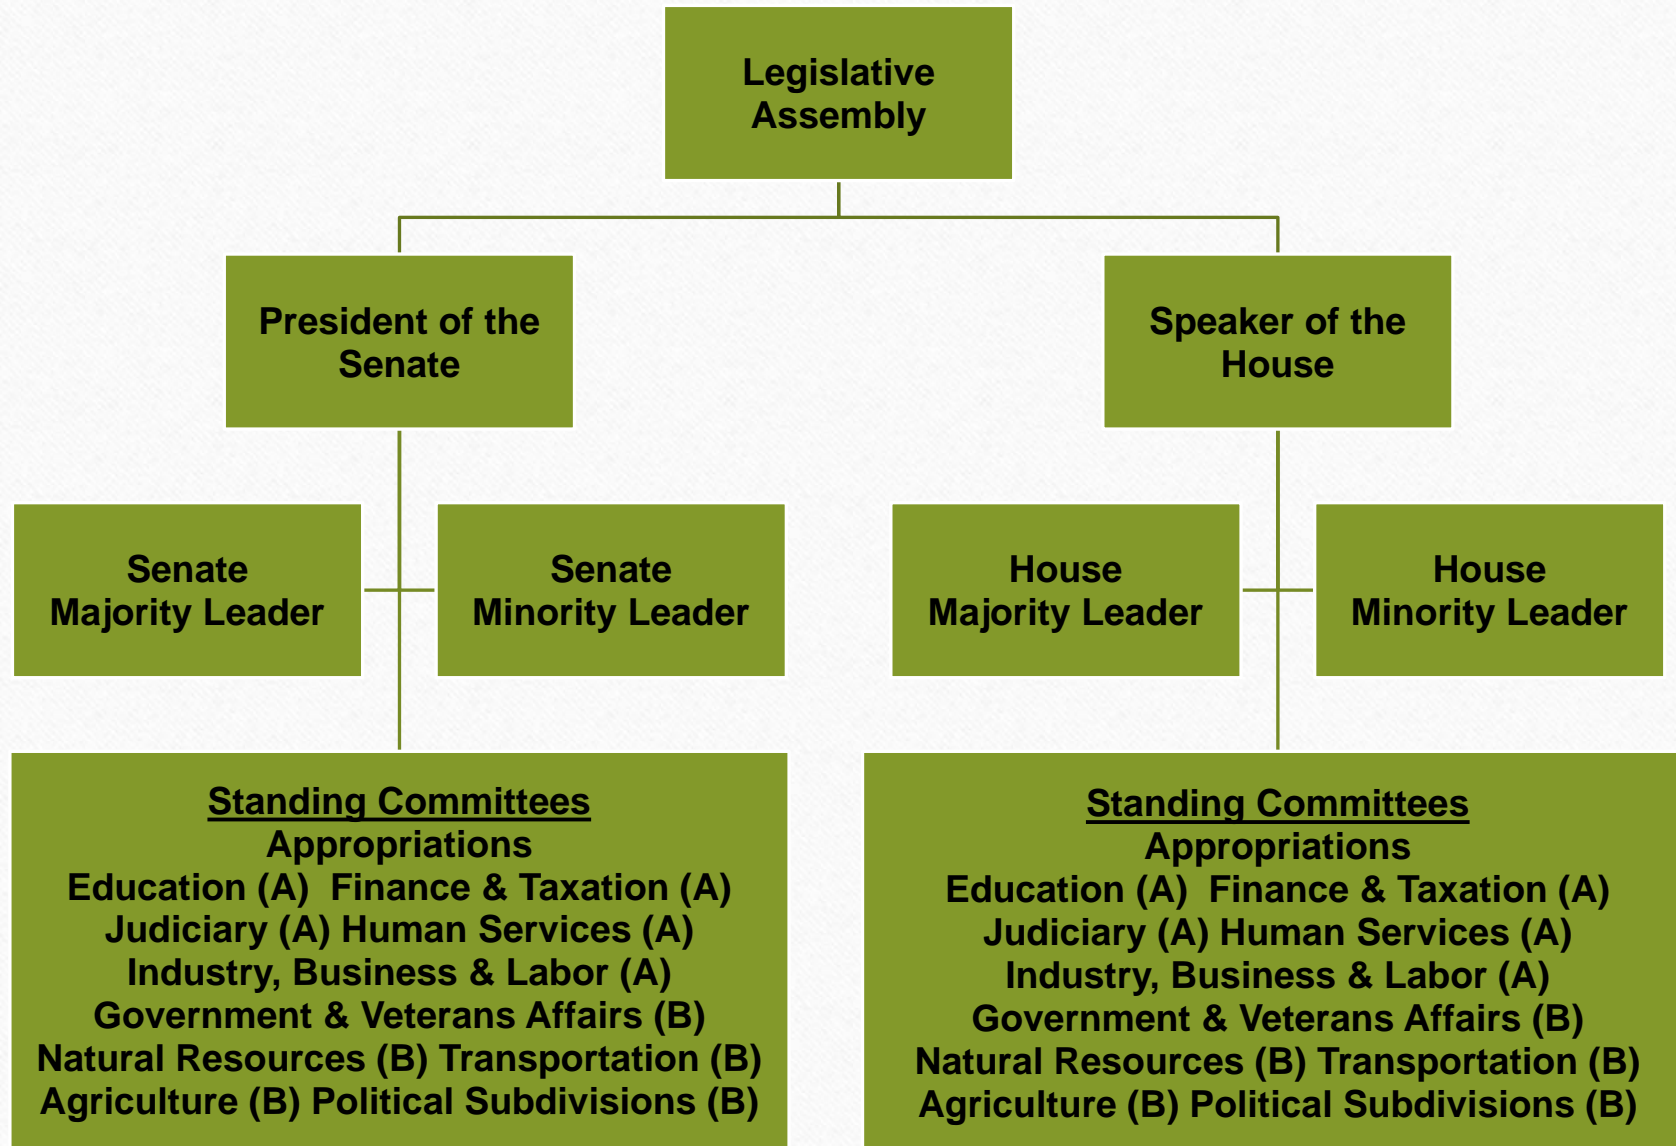 Legislative
Assembly
President of the
Senate
Speaker of the
House
Senate
Majority Leader
Senate
Minority Leader
House
Majority Leader
House
Minority Leader
Standing Committees
Appropriations
Education (A)  Finance & Taxation (A)
Judiciary (A) Human Services (A)
Industry, Business & Labor (A)
Government & Veterans Affairs (B)
Natural Resources (B) Transportation (B)
Agriculture (B) Political Subdivisions (B)
Standing Committees
Appropriations
Education (A)  Finance & Taxation (A)
Judiciary (A) Human Services (A)
Industry, Business & Labor (A)
Government & Veterans Affairs (B)
Natural Resources (B) Transportation (B)
Agriculture (B) Political Subdivisions (B)